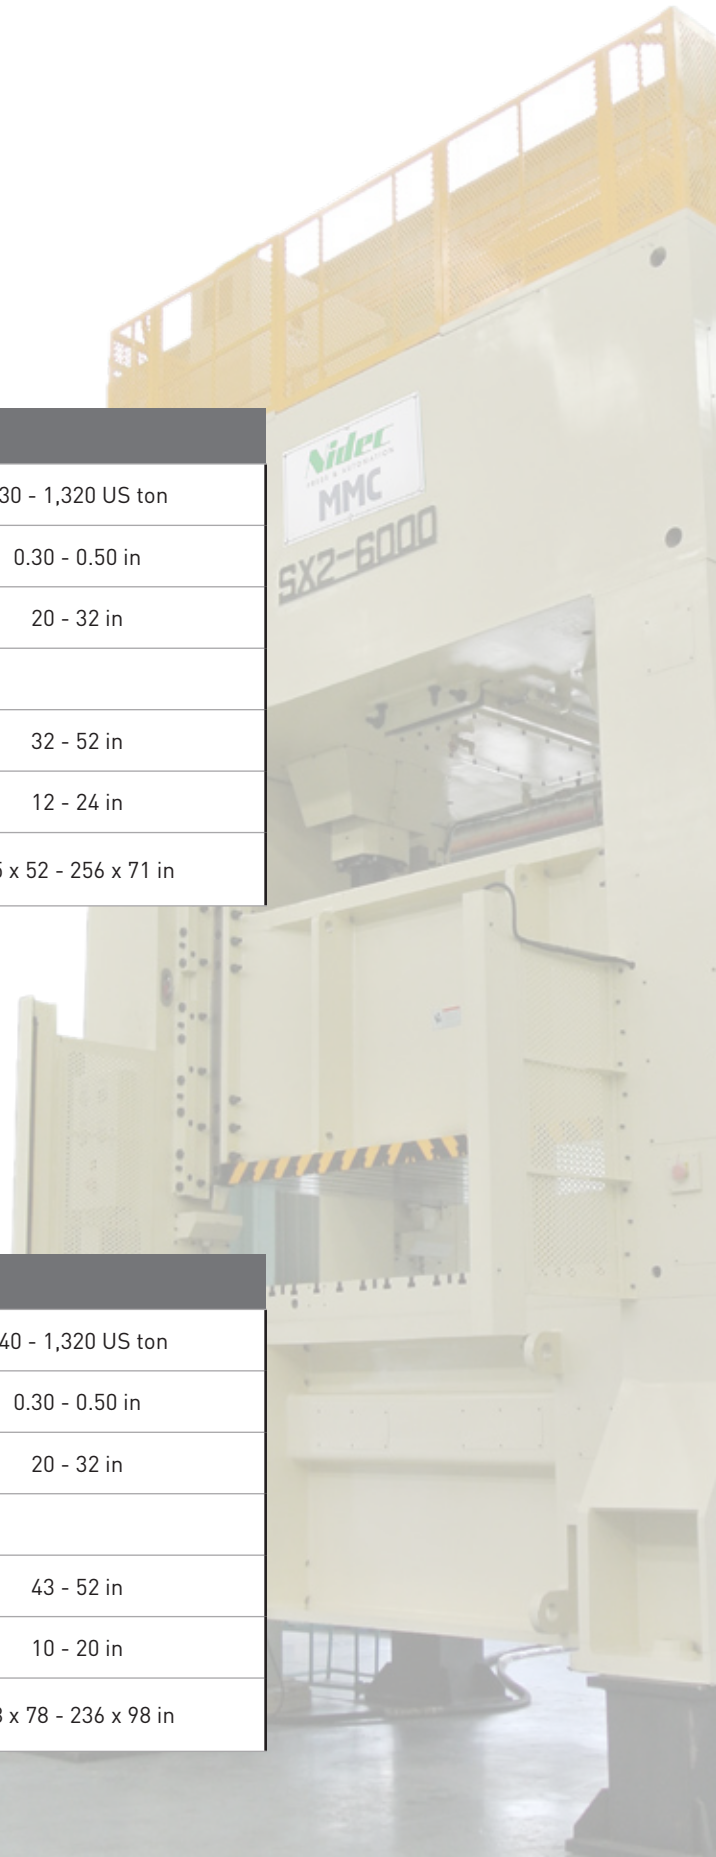 Nidec
PRESS & AUTOMATION
MMC
SX2-6000
30 - 1,320 US ton
0.30 - 0.50 in
20 - 32 in
32 - 52 in
12 - 24 in
x 52 - 256 x 71 in
40 - 1,320 US ton
0.30 - 0.50 in
20 - 32 in
43 - 52 in
10 - 20 in
x 78 - 236 x 98 in